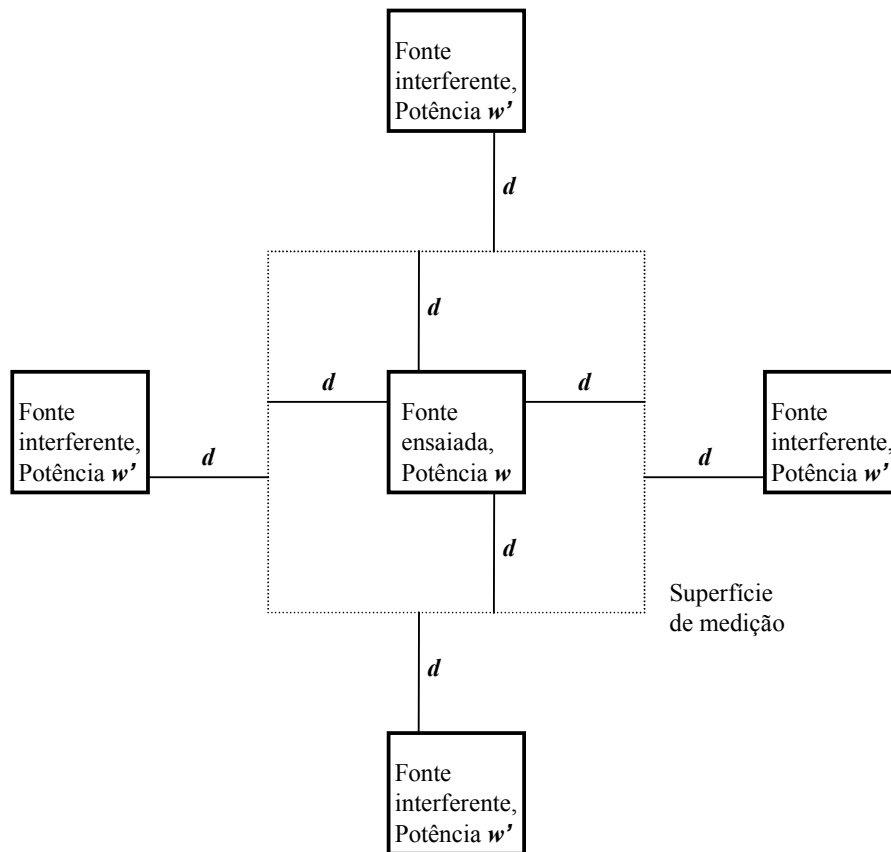 Fonte
interferente,
Potência w’
d
d
d
d
Fonte
interferente,
Potência w’
d
Fonte
ensaiada,
Potência w
d
Fonte
interferente,
Potência w’
d
Superfície
de medição
d
Fonte
interferente,
Potência w’